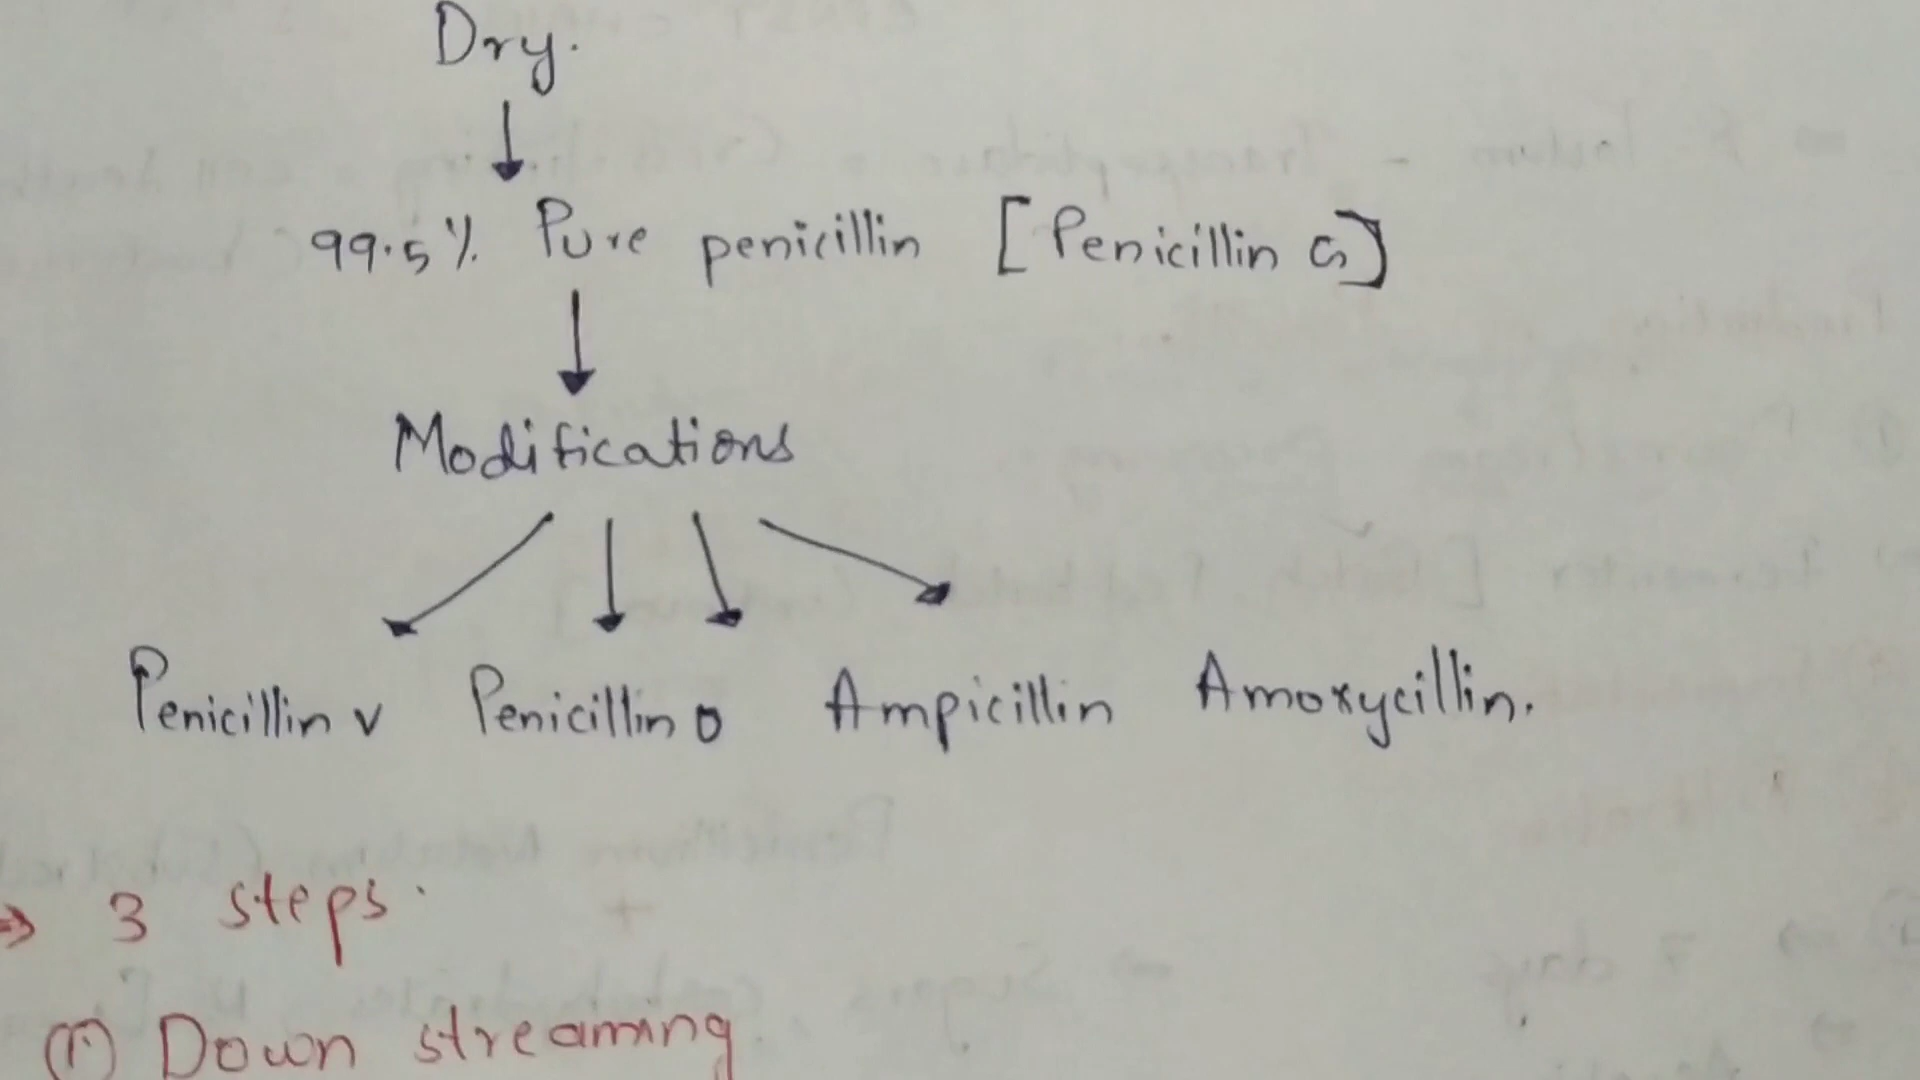 Dry.
99.5% Pure penicillin [Penicillin G]
Modifications
Penicillin v Penicillin O Ampicillin Amoxycillin.
⇒ 3 steps.
(1) Down streaming